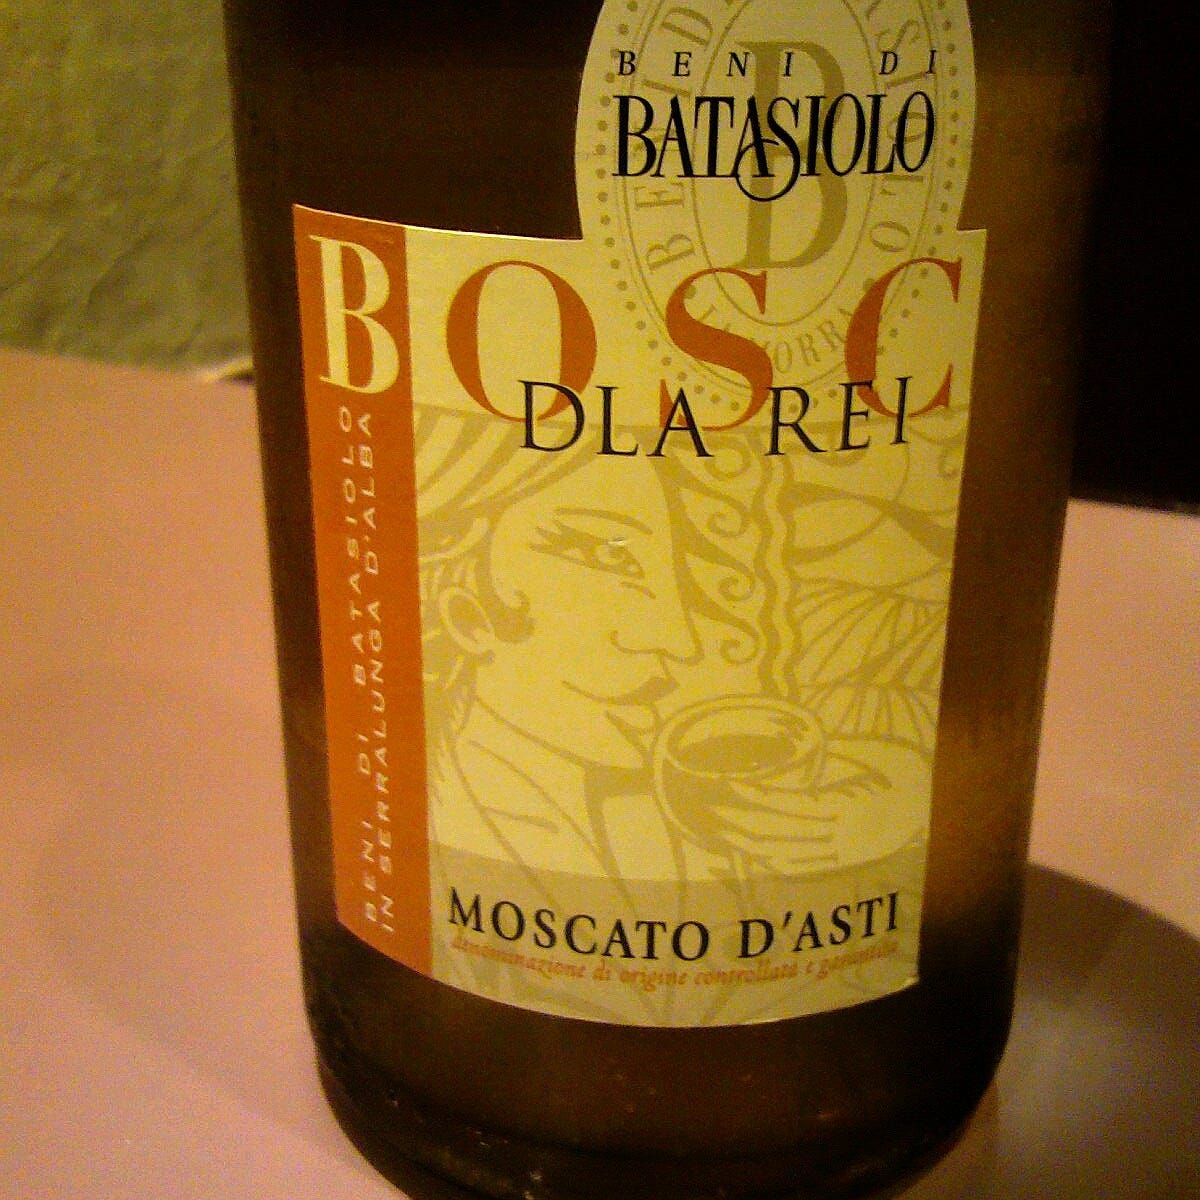 BENI DI
BATASIOLO
B
BOSC
DLA REI
BENI DI BATASIOLO
IN SERRALUNGA D'ALBA
MOSCATO D'ASTI
denominazione di origine controllata e garantita